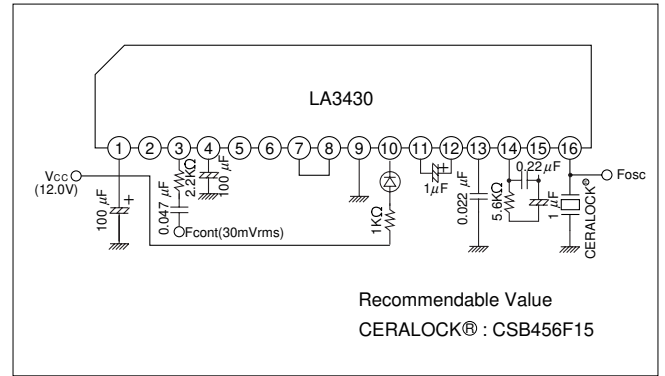 LA3430
1 2 3 4 5 6 7 8 9 10 11 12 13 14 15 16
Vcc
(12.0V)
100 μF
+
2.2KΩ
0.047 μF
Fcont(30mVrms)
100 μF
1KΩ
+
1μF
0.022 μF
5.6KΩ
0.22μF
1 μF
CERALOCK®
Fosc
Recommendable Value
CERALOCK® : CSB456F15